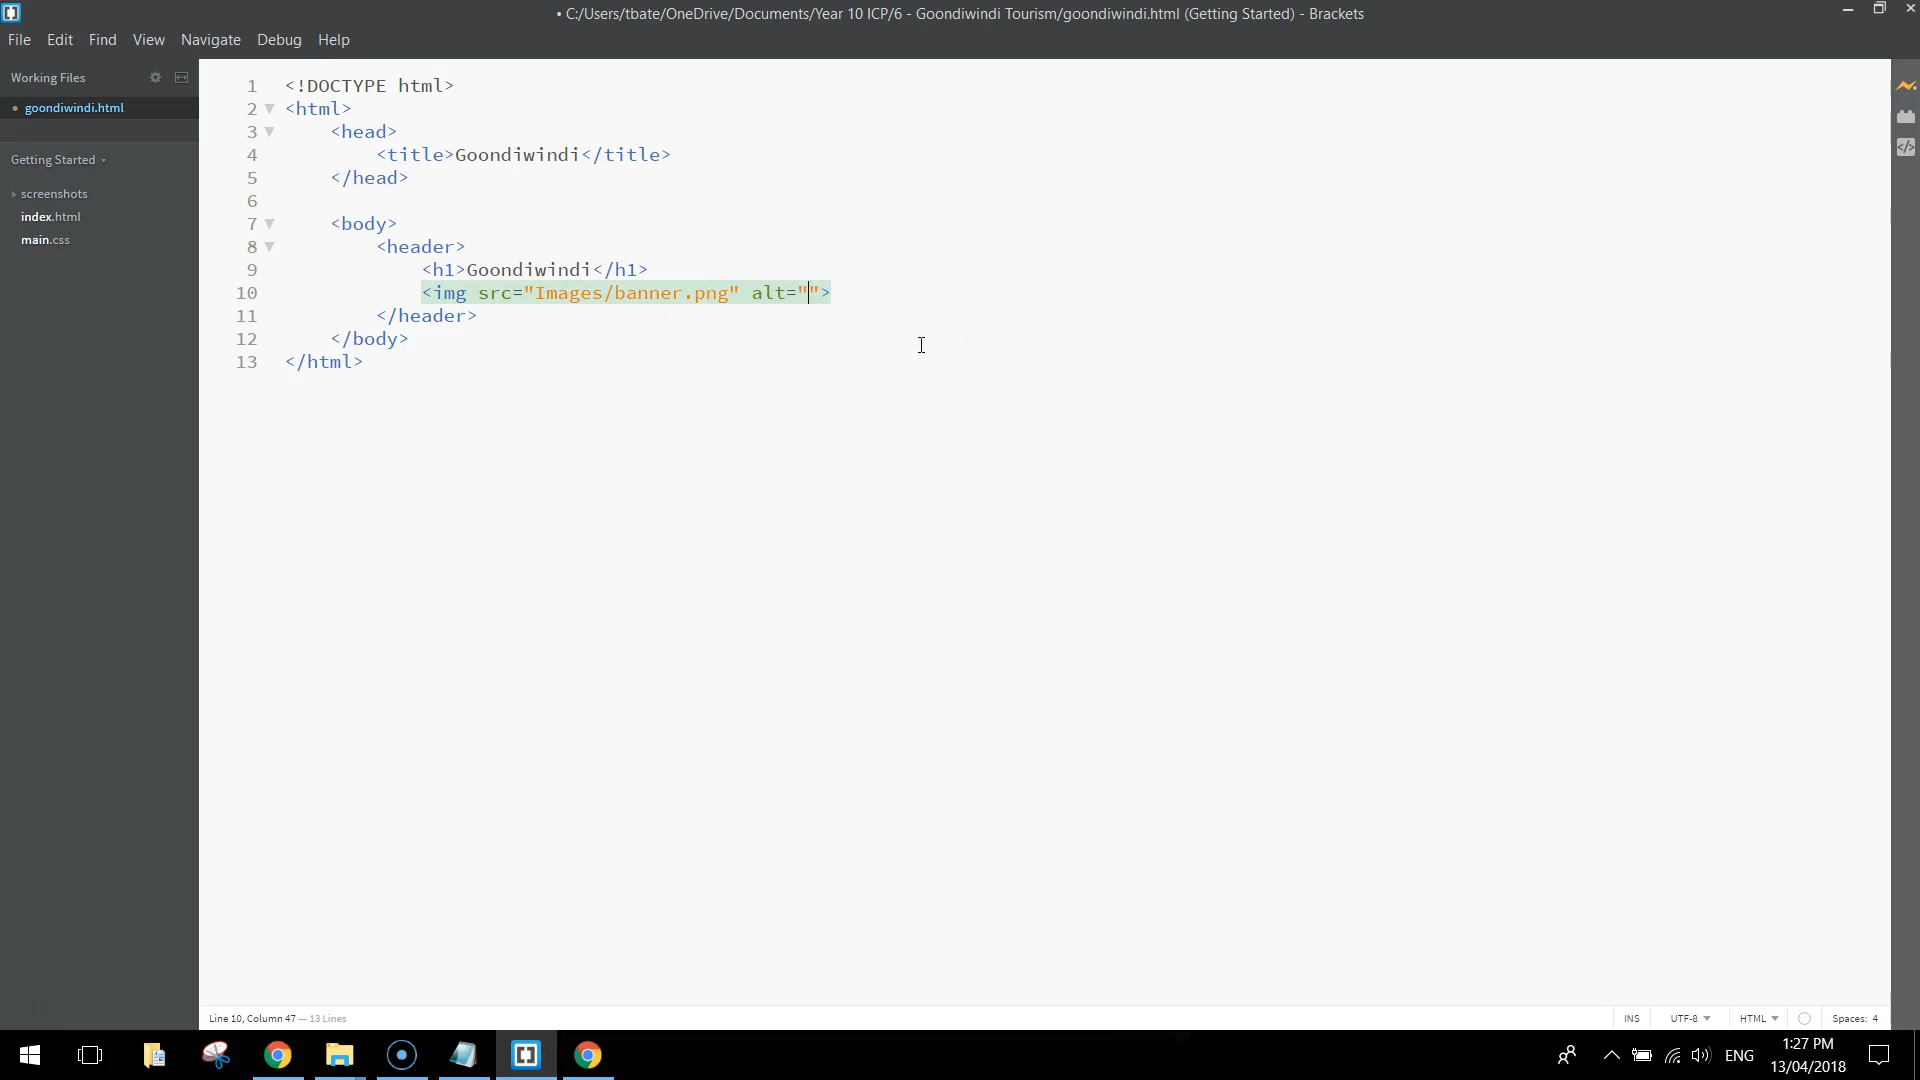 • C:/Users/tbate/OneDrive/Documents/Year 10 ICP/6 - Goondiwindi Tourism/goondiwindi.html (Getting Started) - Brackets
File Edit Find View Navigate Debug Help
Working Files
• goondiwindi.html
Getting Started
screenshots
index.html
main.css
1 <!DOCTYPE html>
2 <html>
3 <head>
4 <title>Goondiwindi</title>
5 </head>
6
7 <body>
8 <header>
9 <h1>Goondiwindi</h1>
10 <img src="Images/banner.png" alt="">
11 </header>
12 </body>
13 </html>
Line 10, Column 47 — 13 Lines INS UTF-8 HTML Spaces: 4
ENG
1:27 PM
13/04/2018